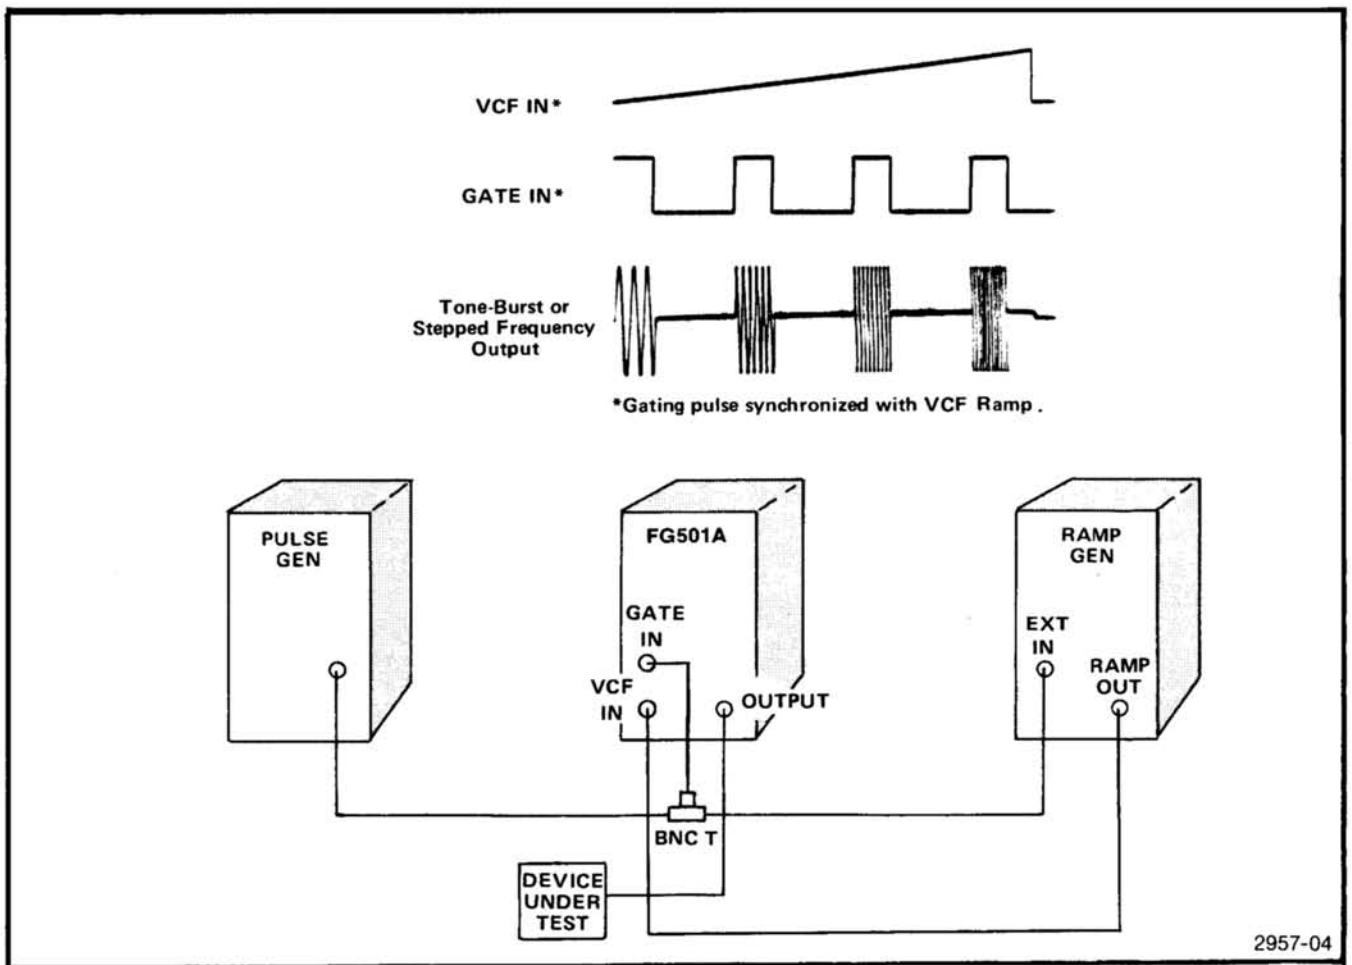 VCF IN*
GATE IN*
Tone-Burst or
Stepped Frequency
Output
*Gating pulse synchronized with VCF Ramp.
PULSE
GEN
FG501A
GATE
IN
VCF
IN
OUTPUT
RAMP
GEN
EXT
IN
RAMP
OUT
BNC T
DEVICE
UNDER
TEST
2957-04